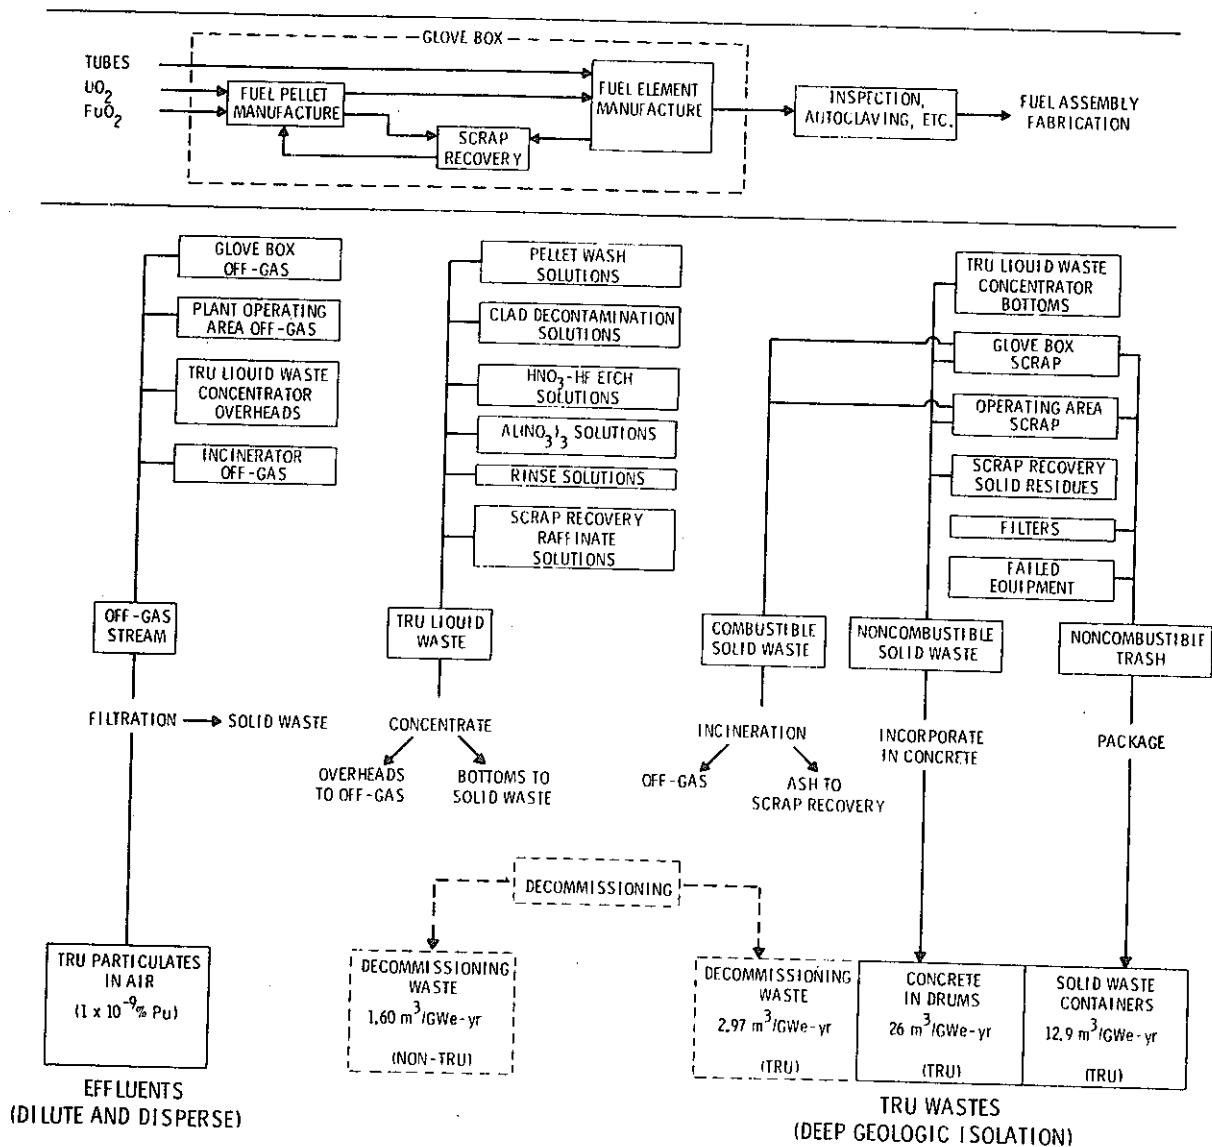 GLOVE BOX
TUBES
UO2
PuO2
FUEL PELLET
MANUFACTURE
SCRAP
RECOVERY
FUEL ELEMENT
MANUFACTURE
INSPECTION,
AUTOCLAVING, ETC.
FUEL ASSEMBLY
FABRICATION
GLOVE BOX
OFF-GAS
PLANT OPERATING
AREA OFF-GAS
TRU LIQUID WASTE
CONCENTRATOR
OVERHEADS
INCINERATOR
OFF-GAS
OFF-GAS
STREAM
FILTRATION
SOLID WASTE
PELLET WASH
SOLUTIONS
CLAD DECONTAMINATION
SOLUTIONS
HNO3-HF ETCH
SOLUTIONS
AL(NO3)3 SOLUTIONS
RINSE SOLUTIONS
SCRAP RECOVERY
RAFFINATE
SOLUTIONS
TRU LIQUID
WASTE
CONCENTRATE
OVERHEADS
TO OFF-GAS
BOTTOMS TO
SOLID WASTE
TRU LIQUID WASTE
CONCENTRATOR
BOTTOMS
GLOVE BOX
SCRAP
OPERATING AREA
SCRAP
SCRAP RECOVERY
SOLID RESIDUES
FILTERS
FAILED
EQUIPMENT
COMBUSTIBLE
SOLID WASTE
NONCOMBUSTIBLE
SOLID WASTE
NONCOMBUSTIBLE
TRASH
INCINERATION
OFF-GAS
ASH TO
SCRAP RECOVERY
INCORPORATE
IN CONCRETE
PACKAGE
DECOMMISSIONING
TRU PARTICULATES
IN AIR
(1 x 10^-9% Pu)
EFFLUENTS
(DILUTE AND DISPERSE)
DECOMMISSIONING
WASTE
1.60 m³/GWe-yr
(NON-TRU)
DECOMMISSIONING
WASTE
2.97 m³/GWe-yr
(TRU)
CONCRETE
IN DRUMS
26 m³/GWe-yr
(TRU)
SOLID WASTE
CONTAINERS
12.9 m³/GWe-yr
(TRU)
TRU WASTES
(DEEP GEOLOGIC ISOLATION)